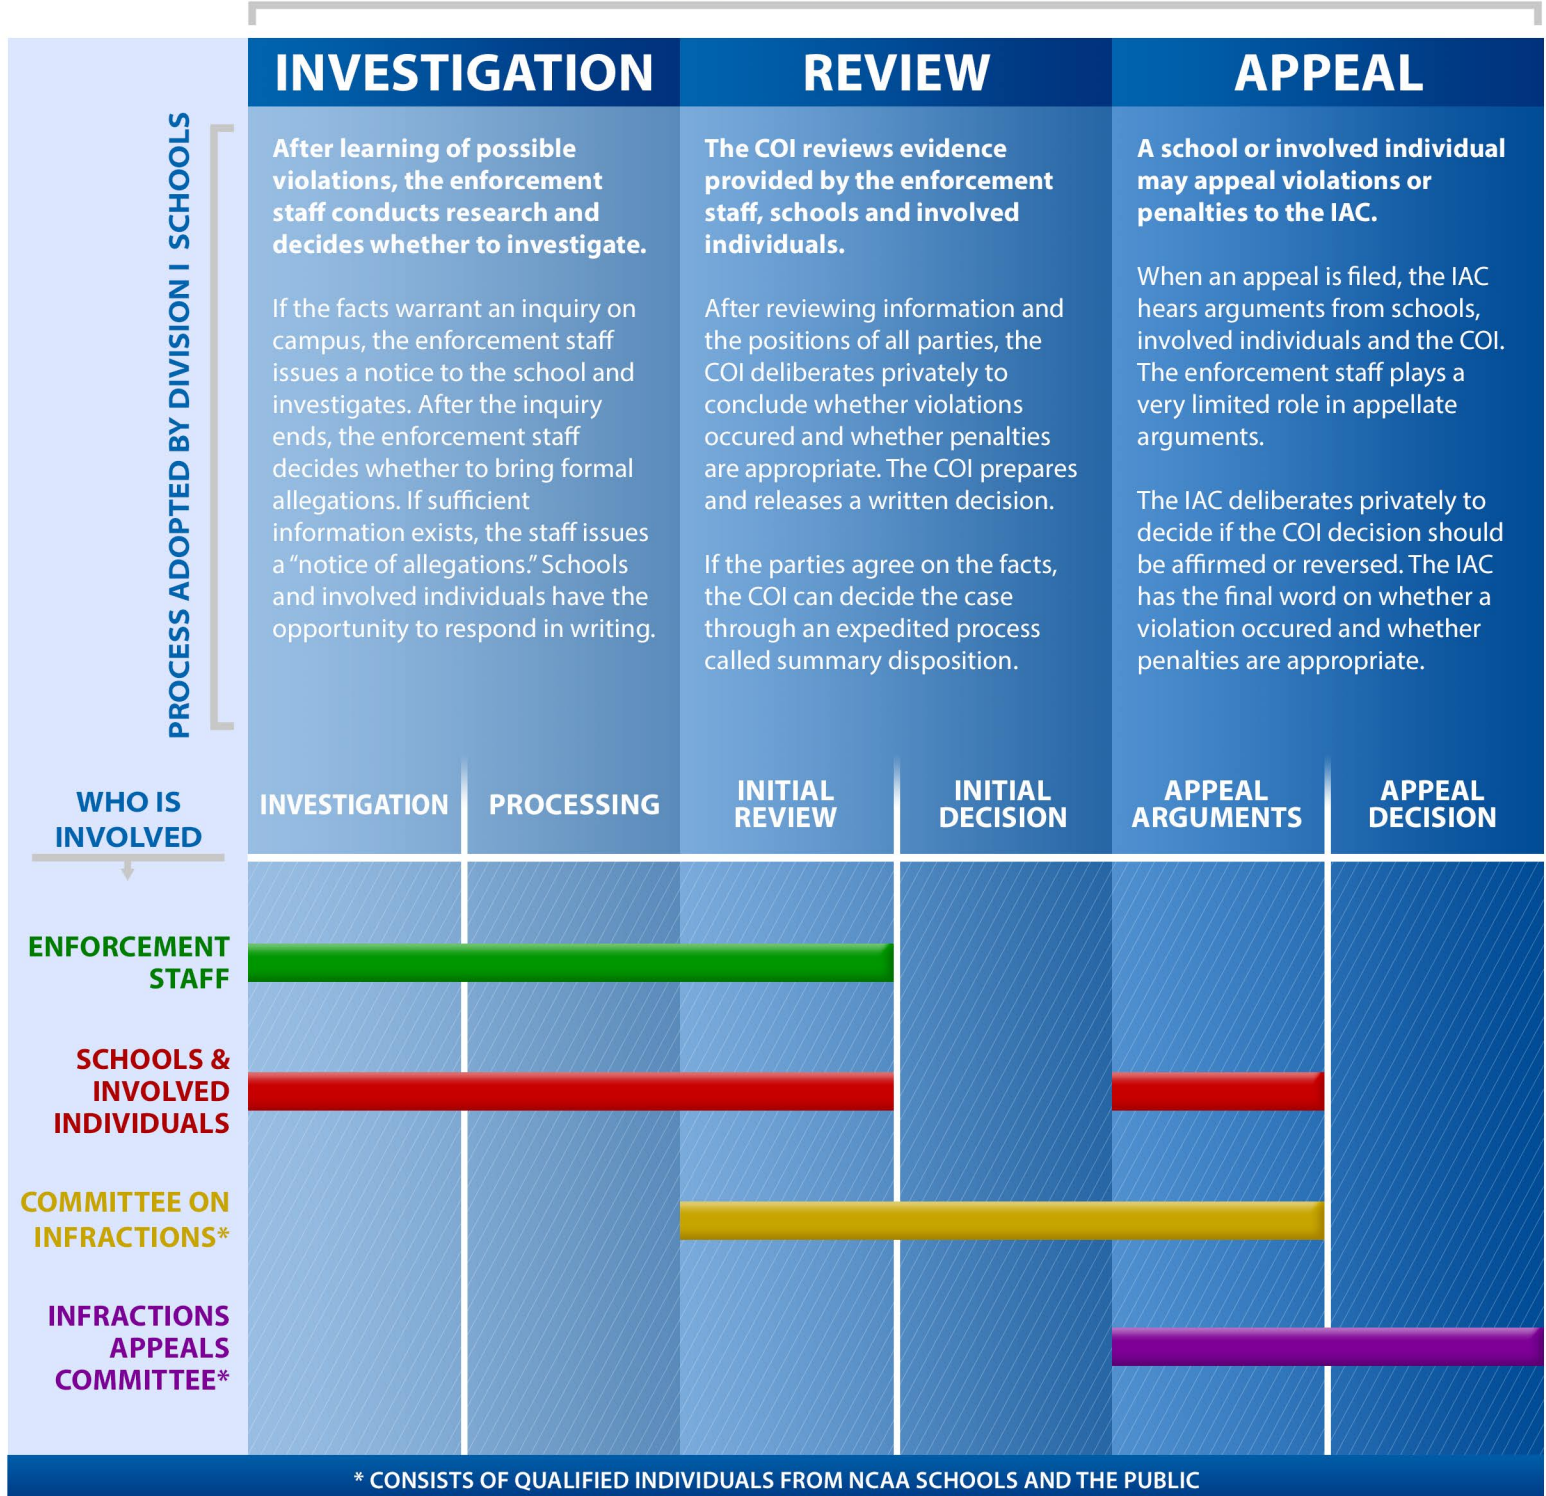 INVESTIGATION
REVIEW
APPEAL
PROCESS ADOPTED BY DIVISION I SCHOOLS
After learning of possible
violations, the enforcement
staff conducts research and
decides whether to investigate.
If the facts warrant an inquiry on
campus, the enforcement staff
issues a notice to the school and
investigates. After the inquiry
ends, the enforcement staff
decides whether to bring formal
allegations. If sufficient
information exists, the staff issues
a “notice of allegations.” Schools
and involved individuals have the
opportunity to respond in writing.
The COI reviews evidence
provided by the enforcement
staff, schools and involved
individuals.
After reviewing information and
the positions of all parties, the
COI deliberates privately to
conclude whether violations
occured and whether penalties
are appropriate. The COI prepares
and releases a written decision.
If the parties agree on the facts,
the COI can decide the case
through an expedited process
called summary disposition.
A school or involved individual
may appeal violations or
penalties to the IAC.
When an appeal is filed, the IAC
hears arguments from schools,
involved individuals and the COI.
The enforcement staff plays a
very limited role in appellate
arguments.
The IAC deliberates privately to
decide if the COI decision should
be affirmed or reversed. The IAC
has the final word on whether a
violation occured and whether
penalties are appropriate.
WHO IS
INVOLVED
INVESTIGATION
PROCESSING
INITIAL
REVIEW
INITIAL
DECISION
APPEAL
ARGUMENTS
APPEAL
DECISION
ENFORCEMENT
STAFF
SCHOOLS &
INVOLVED
INDIVIDUALS
COMMITTEE ON
INFRACTIONS*
INFRACTIONS
APPEALS
COMMITTEE*
* CONSISTS OF QUALIFIED INDIVIDUALS FROM NCAA SCHOOLS AND THE PUBLIC